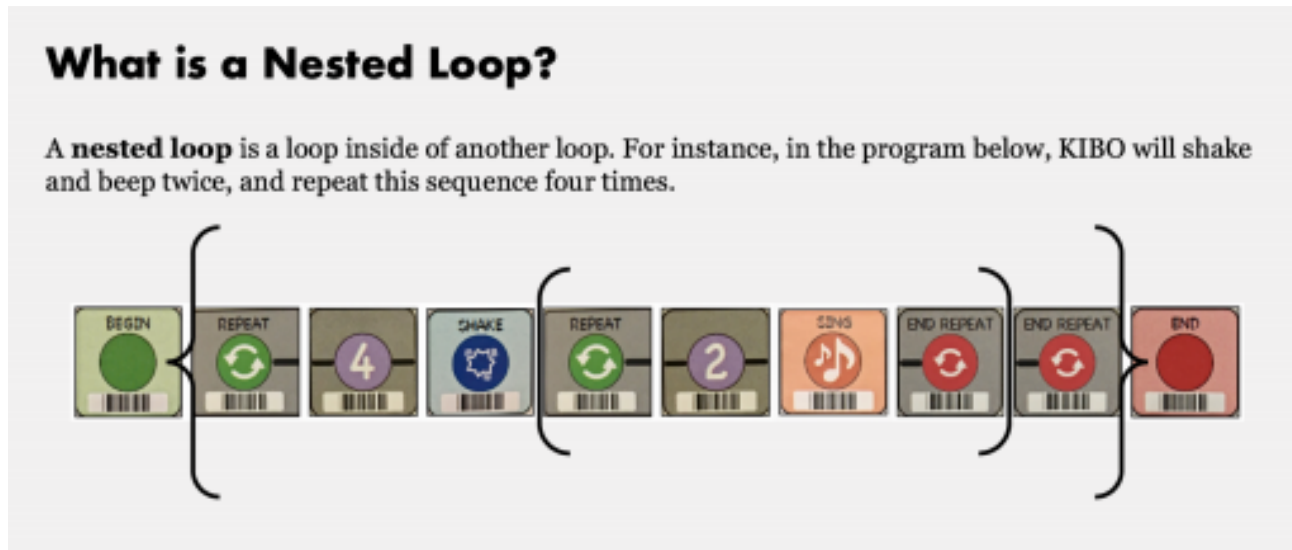 What is a Nested Loop?
A nested loop is a loop inside of another loop. For instance, in the program below, KIBO will shake
and beep twice, and repeat this sequence four times.
BEGIN REPEAT 4 SHAKE REPEAT 2 SING END REPEAT END REPEAT END